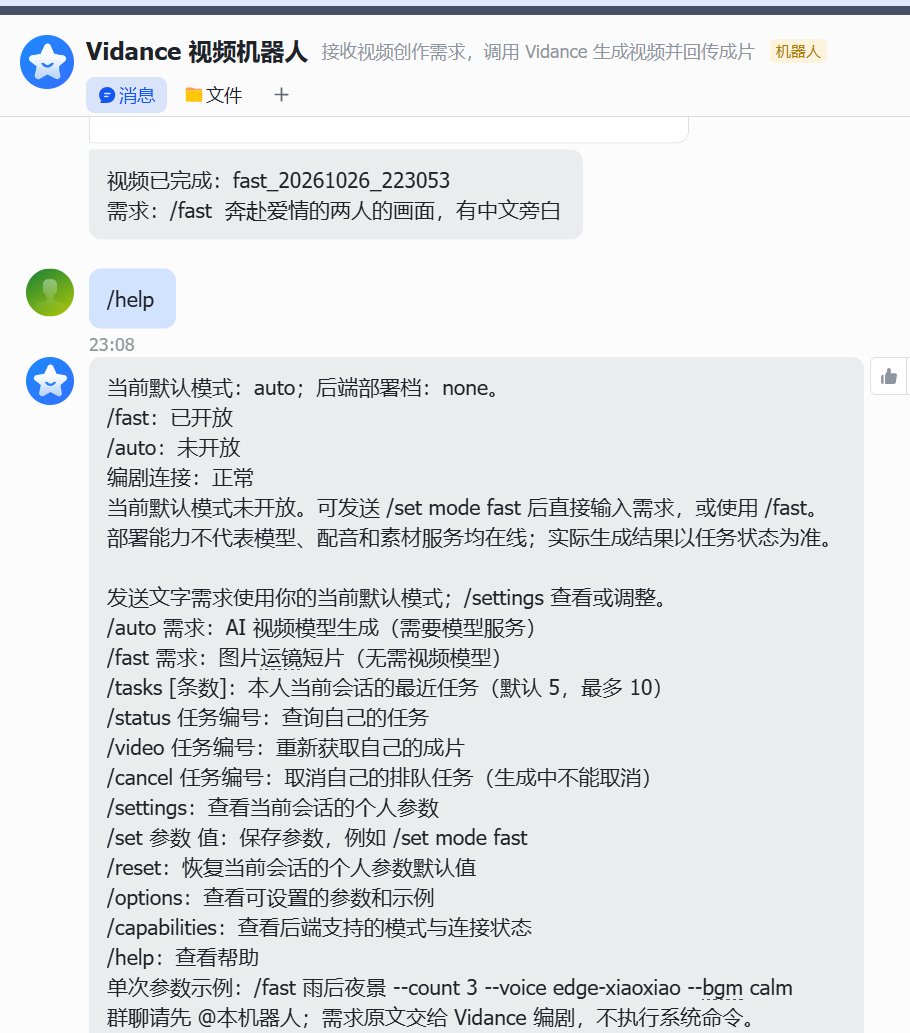 Vidance 视频机器人 接收视频创作需求，调用 Vidance 生成视频并回传成片 机器人
消息 文件 +
视频已完成：fast_20261026_223053
需求：/fast 奔赴爱情的两人的画面，有中文旁白
/help
23:08
当前默认模式：auto；后端部署档：none。
/fast：已开放
/auto：未开放
编剧连接：正常
当前默认模式未开放。可发送 /set mode fast 后直接输入需求，或使用 /fast。
部署能力不代表模型、配音和素材服务均在线；实际生成结果以任务状态为准。
发送文字需求使用你的当前默认模式；/settings 查看或调整。
/auto 需求：AI 视频模型生成（需要模型服务）
/fast 需求：图片运镜短片（无需视频模型）
/tasks [条数]：本人当前会话的最近任务（默认 5，最多 10）
/status 任务编号：查询自己的任务
/video 任务编号：重新获取自己的成片
/cancel 任务编号：取消自己的排队任务（生成中不能取消）
/settings：查看当前会话的个人参数
/set 参数 值：保存参数，例如 /set mode fast
/reset：恢复当前会话的个人参数默认值
/options：查看可设置的参数和示例
/capabilities：查看后端支持的模式与连接状态
/help：查看帮助
单次参数示例：/fast 雨后夜景 --count 3 --voice edge-xiaoxiao --bgm calm
群聊请先 @本机器人；需求原文交给 Vidance 编剧，不执行系统命令。